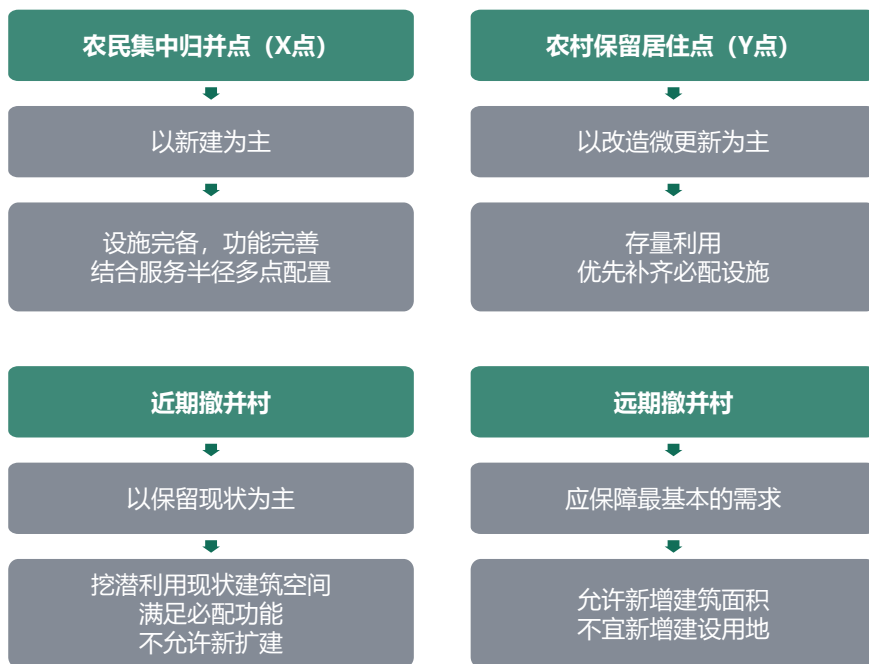 农民集中归并点（X点）
以新建为主
设施完备，功能完善
结合服务半径多点配置
农村保留居住点（Y点）
以改造微更新为主
存量利用
优先补齐必配设施
近期撤并村
以保留现状为主
挖潜利用现状建筑空间
满足必配功能
不允许新扩建
远期撤并村
应保障最基本的需求
允许新增建筑面积
不宜新增建设用地